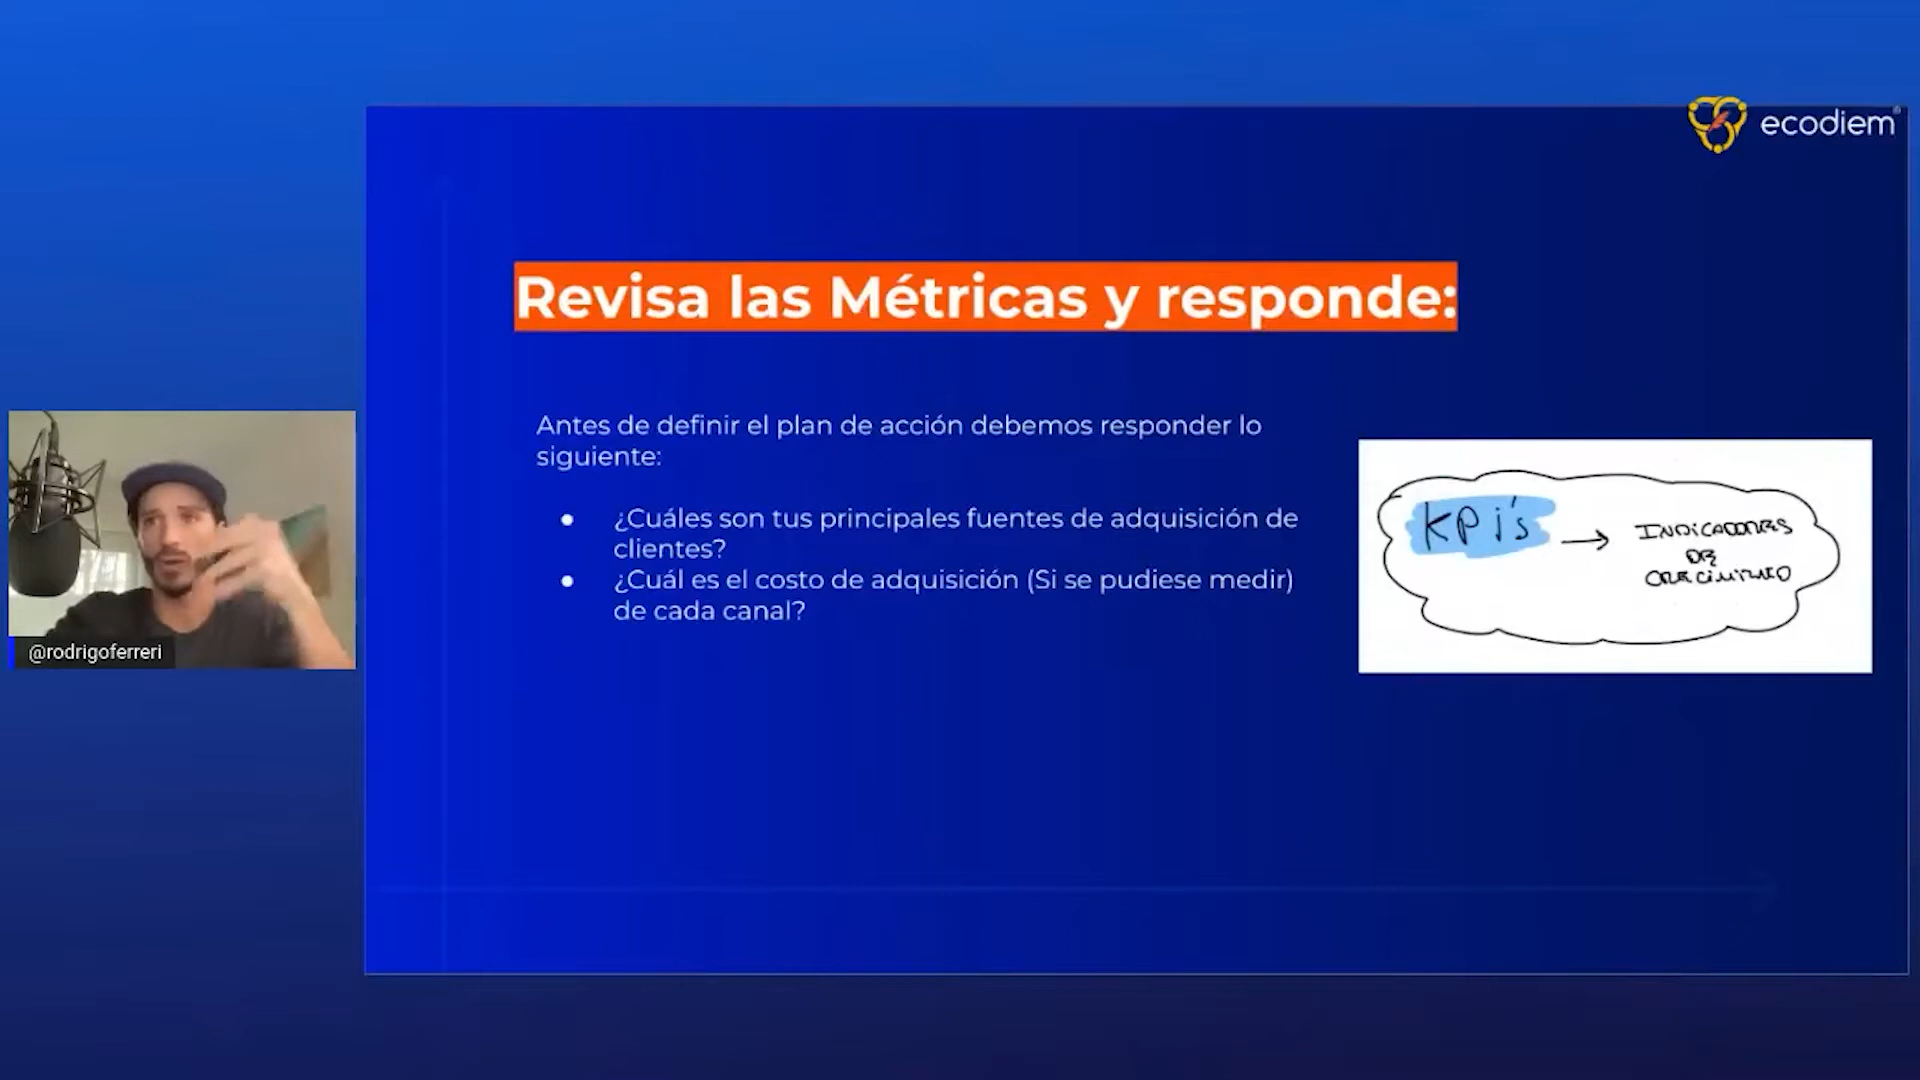 ecodiem
Revisa las Métricas y responde:
Antes de definir el plan de acción debemos responder lo
siguiente:
● ¿Cuáles son tus principales fuentes de adquisición de
clientes?
● ¿Cuál es el costo de adquisición (Si se pudiese medir)
de cada canal?
KPi's → INDICADORES
DE
CRECIMIENTO
@rodrigoferreri